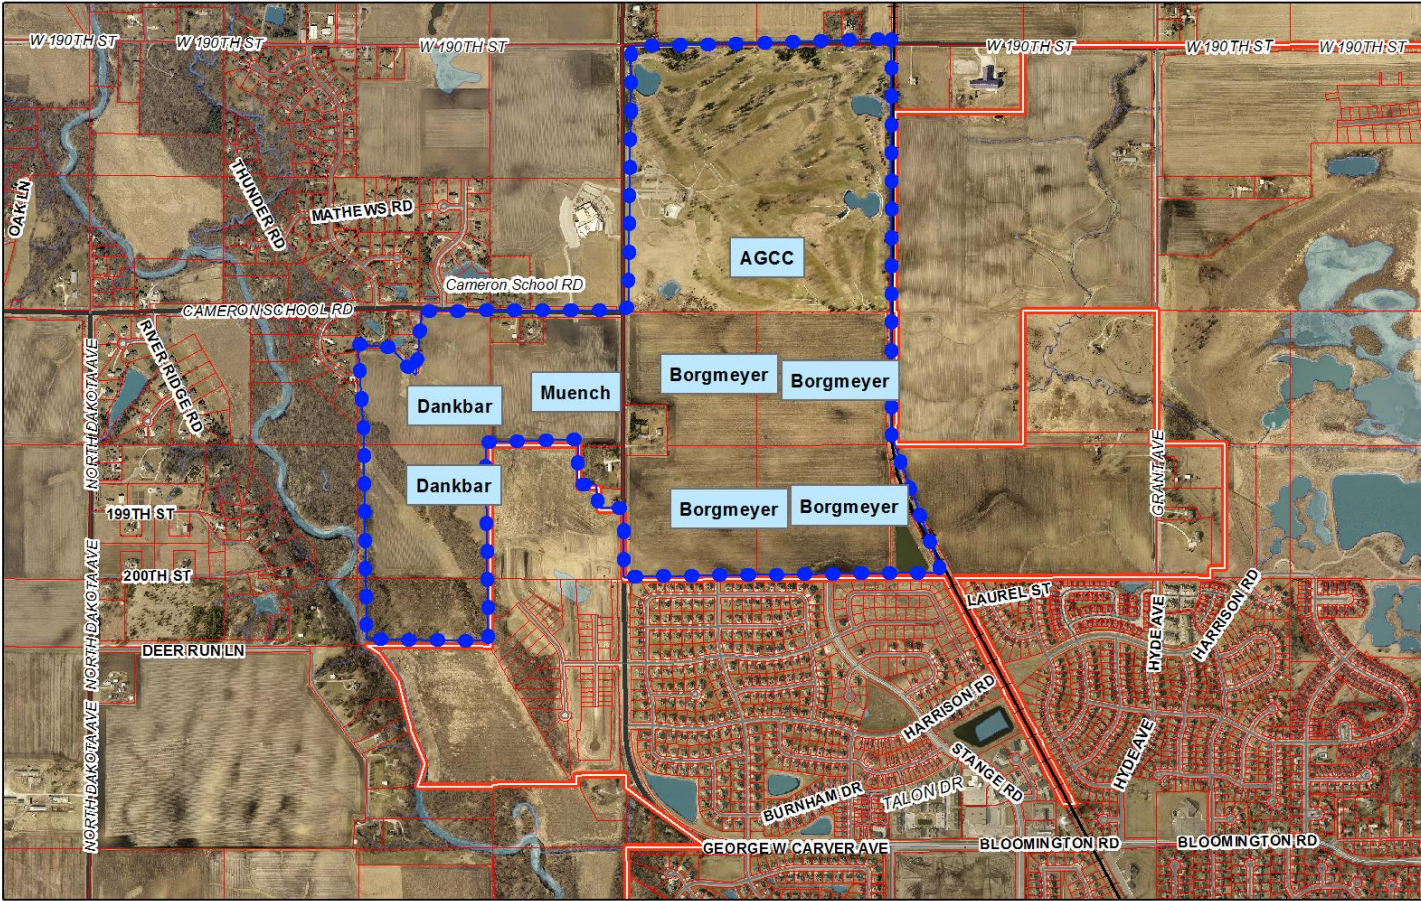 W 190TH ST
W 190TH ST
W 190TH ST
W 190TH ST
W 190TH ST
W 190TH ST
OAK LN
THUNDER RD
MATHEWS RD
AGCC
Cameron School RD
CAMERON SCHOOL RD
NORTH DAKOTA AVE
RIVER RIDGE RD
Borgmeyer
Borgmeyer
Muench
Dankbar
GRANT AVE
Dankbar
Borgmeyer
Borgmeyer
199TH ST
NORTH DAKOTA AVE
200TH ST
LAUREL ST
HYDE AVE
HARRISON RD
DEER RUN LN
NORTH DAKOTA AVE
HARRISON RD
NORTH DAKOTA AVE
STANGE RD
HYDE AVE
BURNHAM DR
TALON DR
GEORGE W CARVER AVE
BLOOMINGTON RD
BLOOMINGTON RD